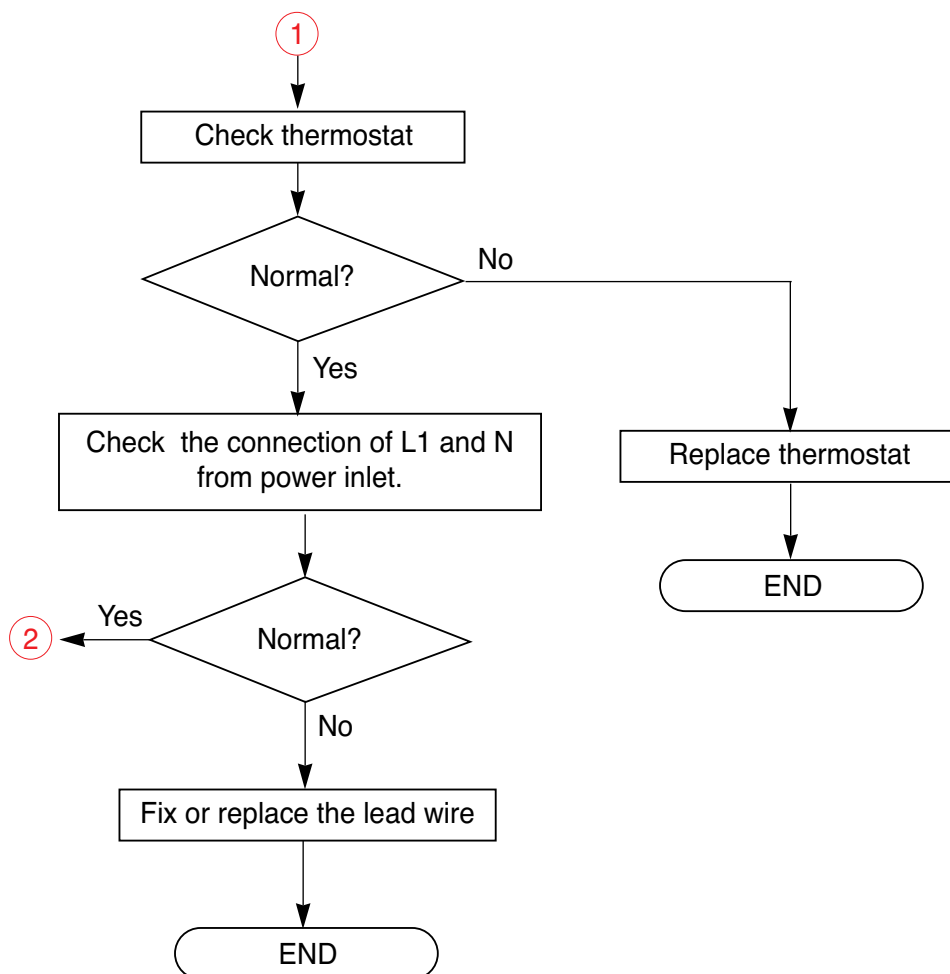 1
Check thermostat
Normal?
No
Yes
Check the connection of L1 and N
from power inlet.
Replace thermostat
END
Yes
2
Normal?
No
Fix or replace the lead wire
END